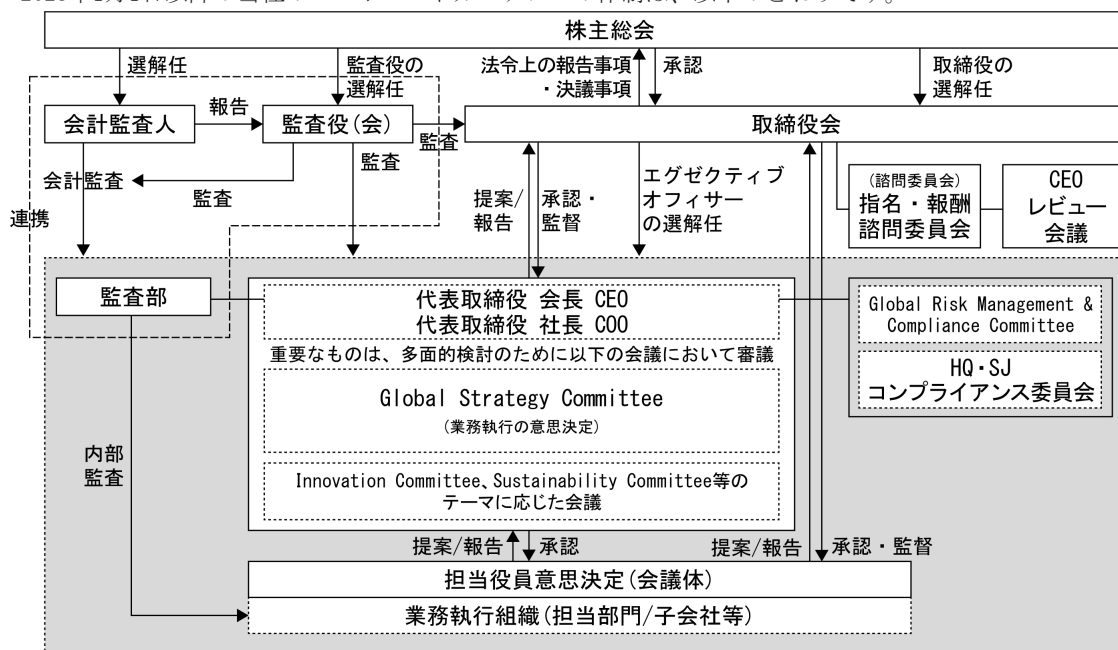 株主総会
選解任
監査役の
選解任
法令上の報告事項
・決議事項
承認
取締役の
選解任
会計監査人
報告
監査役(会)
監査
取締役会
会計監査
監査
監査
連携
提案/
報告
承認・
監督
エグゼクティブ
オフィサー
の選解任
(諮問委員会)
指名・報酬
諮問委員会
CEO
レビュー
会議
監査部
代表取締役 会長 CEO
代表取締役 社長 COO
重要なものは、多面的検討のために以下の会議において審議
Global Strategy Committee
(業務執行の意思決定)
Innovation Committee、Sustainability Committee等の
テーマに応じた会議
Global Risk Management &
Compliance Committee
HQ・SJ
コンプライアンス委員会
内部
監査
提案/報告
承認
提案/報告
承認・監督
担当役員意思決定(会議体)
業務執行組織(担当部門/子会社等)